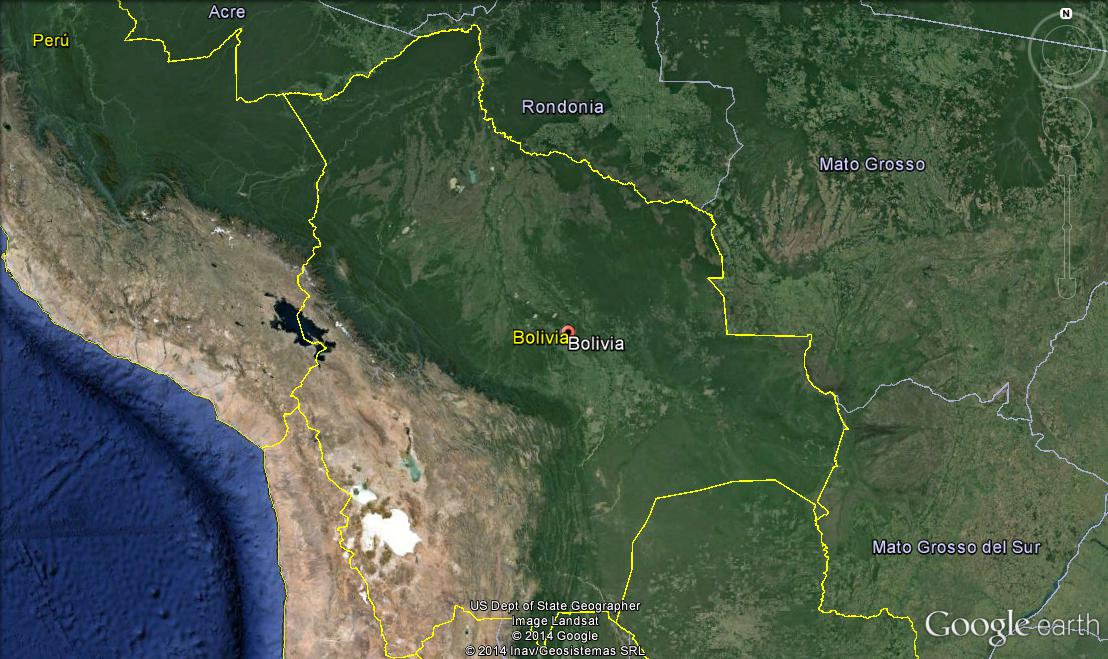 N
Acre
Perú
Rondonia
Mato Grosso
Bolivia
Bolivia
Mato Grosso del Sur
US Dept of State Geographer
Image Landsat
© 2014 Google
© 2014 Inav/Geosistemas SRL
Google earth